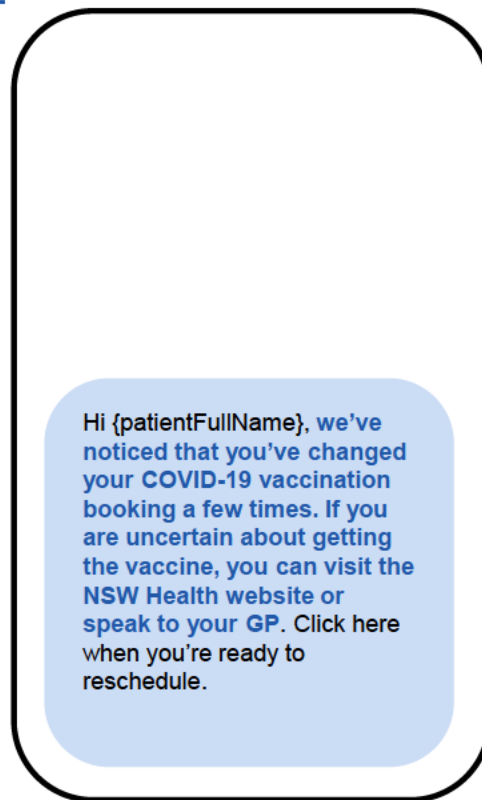 Hi {patientFullName}, we’ve
noticed that you’ve changed
your COVID-19 vaccination
booking a few times. If you
are uncertain about getting
the vaccine, you can visit the
NSW Health website or
speak to your GP. Click here
when you’re ready to
reschedule.